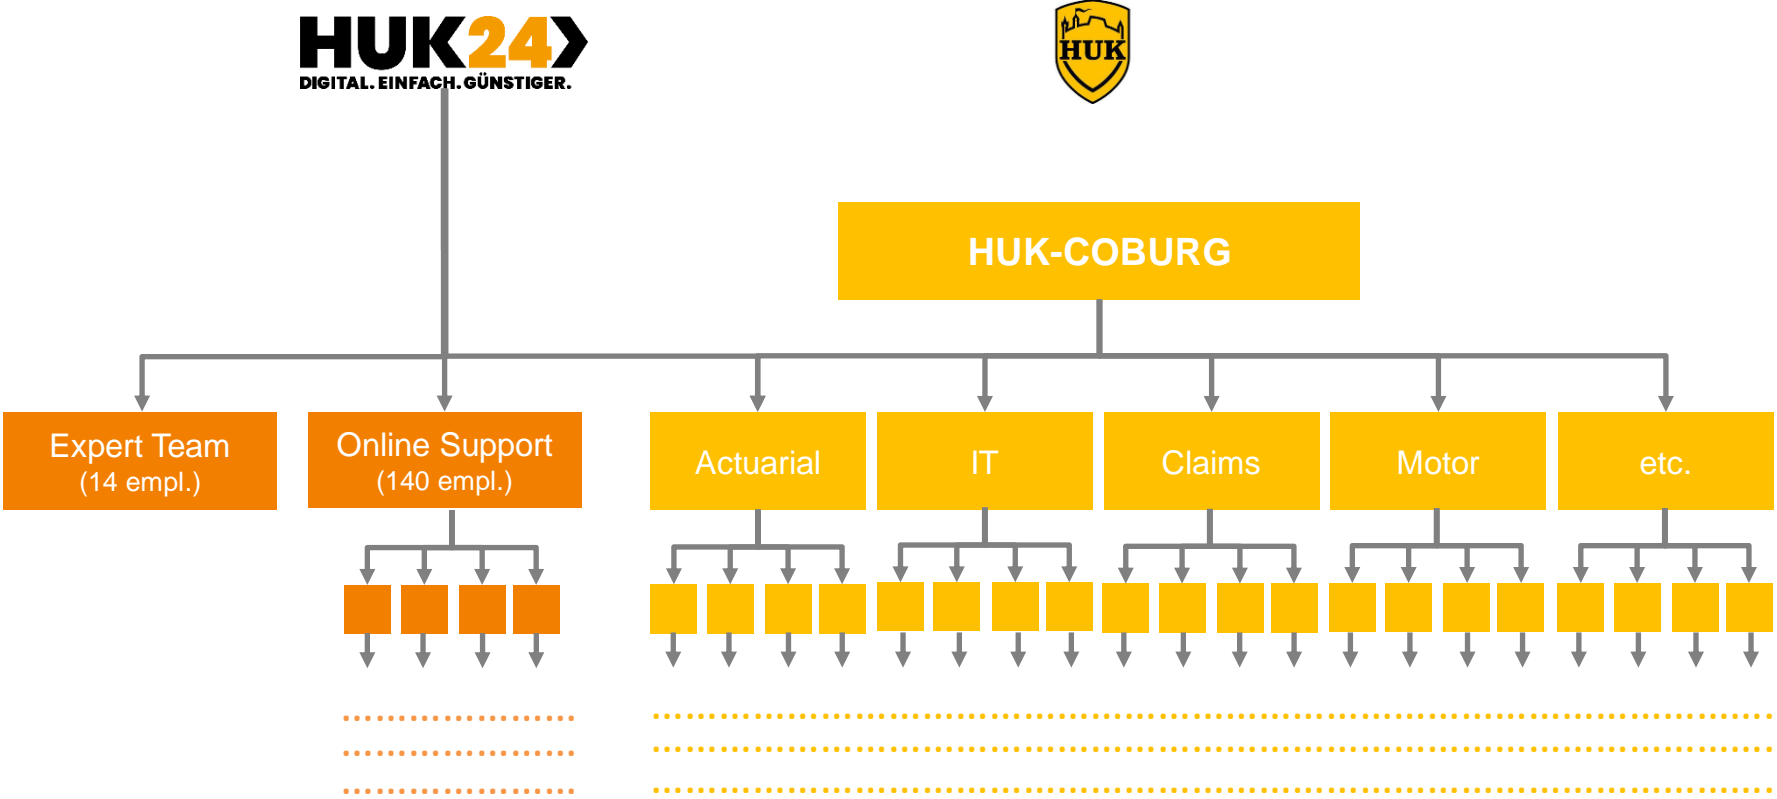 HUK24
DIGITAL. EINFACH. GÜNSTIGER.
HUK
HUK-COBURG
Expert Team
(14 empl.)
Online Support
(140 empl.)
Actuarial
IT
Claims
Motor
etc.